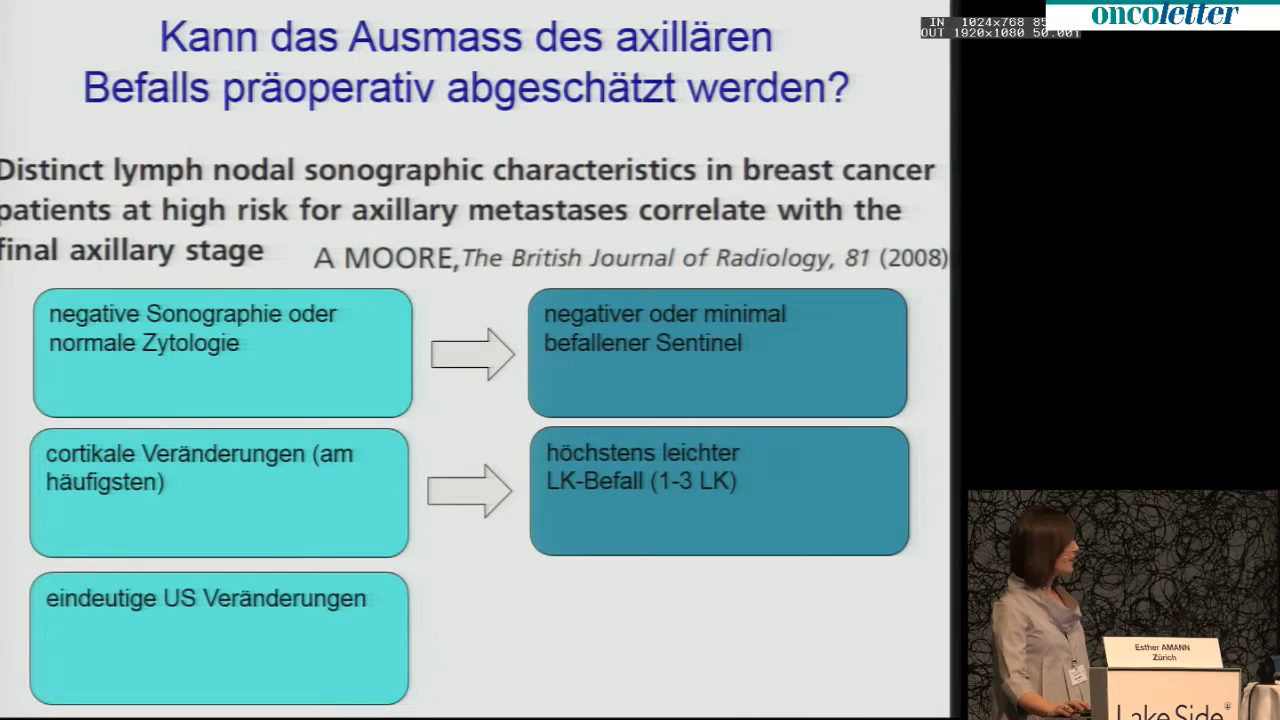 Kann das Ausmass des axillären
Befalls präoperativ abgeschätzt werden?
Distinct lymph nodal sonographic characteristics in breast cancer
patients at high risk for axillary metastases correlate with the
final axillary stage
A MOORE, The British Journal of Radiology, 81 (2008)
negative Sonographie oder
normale Zytologie
negativer oder minimal
befallener Sentinel
cortikale Veränderungen (am
häufigsten)
höchstens leichter
LK-Befall (1-3 LK)
eindeutige US Veränderungen
IN 1024x768 85
OUT 1920x1080 50.00i
oncoletter
Esther AMANN
Zürich
Lake Side